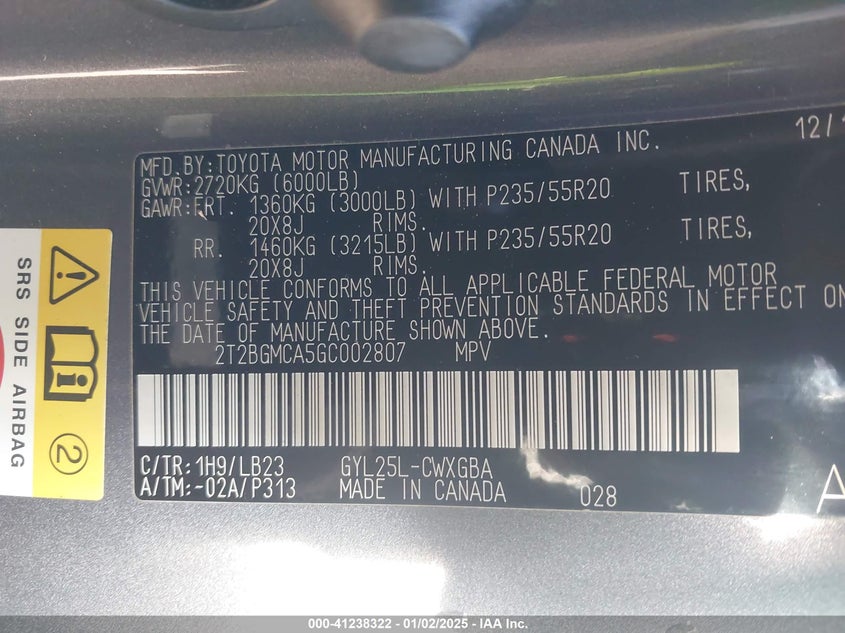 12/1
MFD.BY:TOYOTA MOTOR MANUFACTURING CANADA INC.
GVWR:2720KG (6000LB)
GAWR:FRT. 1360KG (3000LB) WITH P235/55R20 TIRES,
20X8J RIMS.
RR. 1460KG (3215LB) WITH P235/55R20 TIRES,
20X8J RIMS.
THIS VEHICLE CONFORMS TO ALL APPLICABLE FEDERAL MOTOR
VEHICLE SAFETY AND THEFT PREVENTION STANDARDS IN EFFECT ON
THE DATE OF MANUFACTURE SHOWN ABOVE.
2T2BGMCA5GC002807 MPV
C/TR:1H9/LB23 GYL25L-CWXGBA
A/TM:-02A/P313 MADE IN CANADA 028
A
SRS SIDE AIRBAG
2
000-41238322 - 01/02/2025 - IAA Inc.